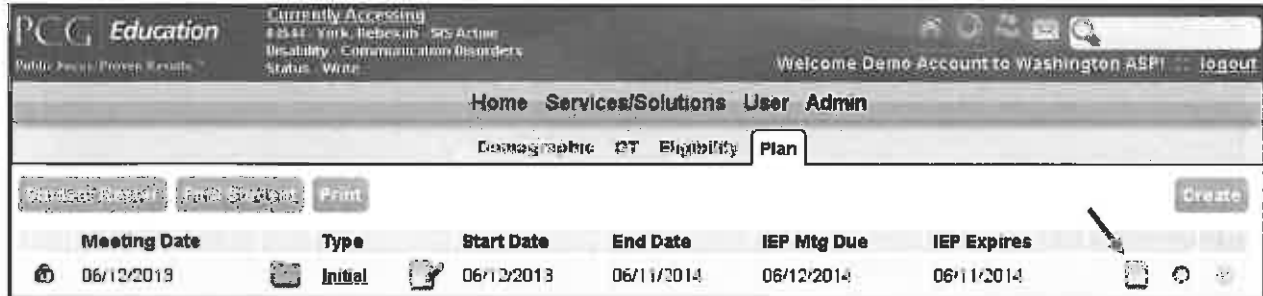 PCG Education
Public Focus. Proven Results.™
Currently Accessing
York, Rebekah SIS Active
Disability - Communication Disorders
Status - Write
Welcome Demo Account to Washington ASP!
logout
Home Services/Solutions User Admin
Demographic ET Eligibility Plan
Print
Create
Meeting Date Type Start Date End Date IEP Mtg Due IEP Expires
06/12/2013 Initial 06/12/2013 06/11/2014 06/12/2014 06/11/2014